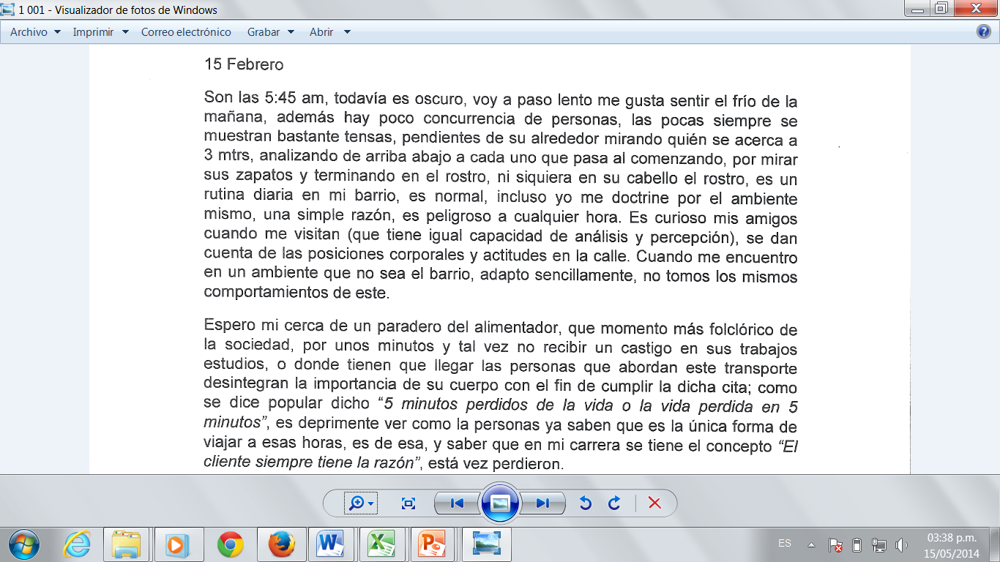 1 001 - Visualizador de fotos de Windows
Archivo Imprimir Correo electrónico Grabar Abrir
15 Febrero
Son las 5:45 am, todavía es oscuro, voy a paso lento me gusta sentir el frío de la
mañana, además hay poco concurrencia de personas, las pocas siempre se
muestran bastante tensas, pendientes de su alrededor mirando quién se acerca a
3 mtrs, analizando de arriba abajo a cada uno que pasa al comenzando, por mirar
sus zapatos y terminando en el rostro, ni siquiera en su cabello el rostro, es un
rutina diaria en mi barrio, es normal, incluso yo me doctrine por el ambiente
mismo, una simple razón, es peligroso a cualquier hora. Es curioso mis amigos
cuando me visitan (que tiene igual capacidad de análisis y percepción), se dan
cuenta de las posiciones corporales y actitudes en la calle. Cuando me encuentro
en un ambiente que no sea el barrio, adapto sencillamente, no tomos los mismos
comportamientos de este.
Espero mi cerca de un paradero del alimentador, que momento más folclórico de
la sociedad, por unos minutos y tal vez no recibir un castigo en sus trabajos
estudios, o donde tienen que llegar las personas que abordan este transporte
desintegran la importancia de su cuerpo con el fin de cumplir la dicha cita; como
se dice popular dicho “5 minutos perdidos de la vida o la vida perdida en 5
minutos”, es deprimente ver como la personas ya saben que es la única forma de
viajar a esas horas, es de esa, y saber que en mi carrera se tiene el concepto “El
cliente siempre tiene la razón”, está vez perdieron.
ES
03:38 p.m.
15/05/2014